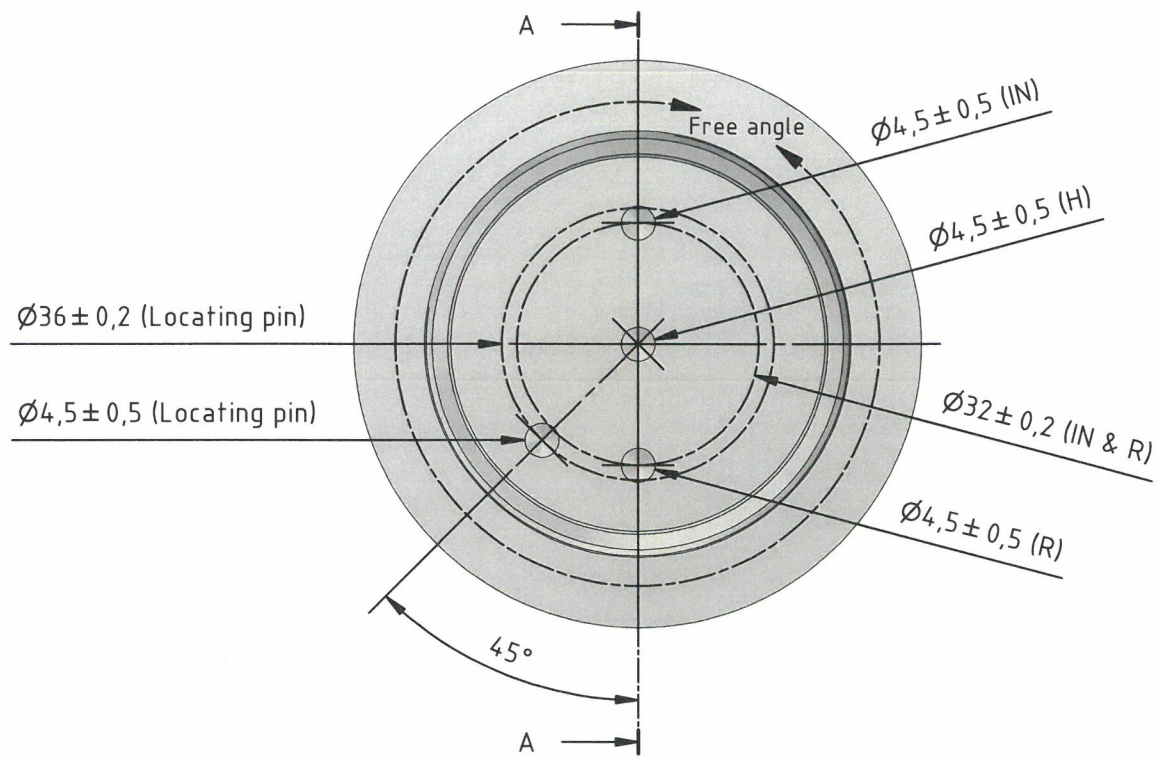 A
Ø4,5±0,5 (IN)
Free angle
Ø4,5±0,5 (H)
Ø36±0,2 (Locating pin)
Ø4,5±0,5 (Locating pin)
Ø32±0,2 (IN & R)
Ø4,5±0,5 (R)
45°
A